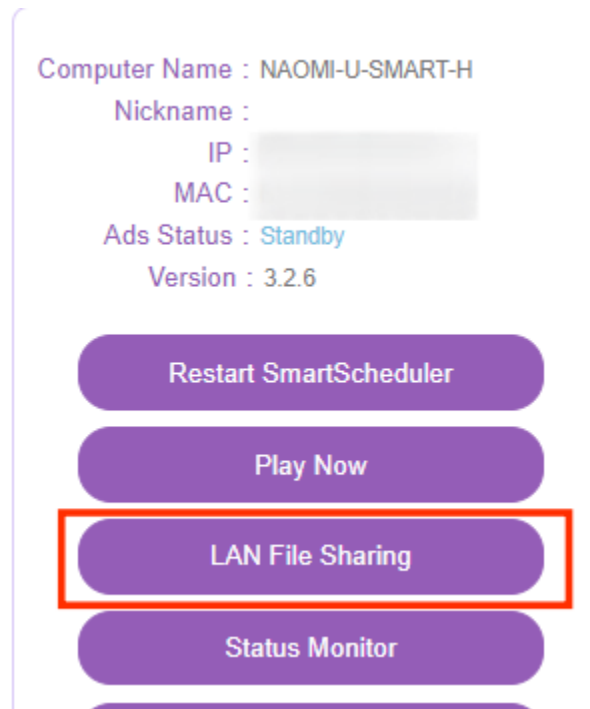 Computer Name : NAOMI-U-SMART-H
Nickname :
IP :
MAC :
Ads Status : Standby
Version : 3.2.6
Restart SmartScheduler
Play Now
LAN File Sharing
Status Monitor